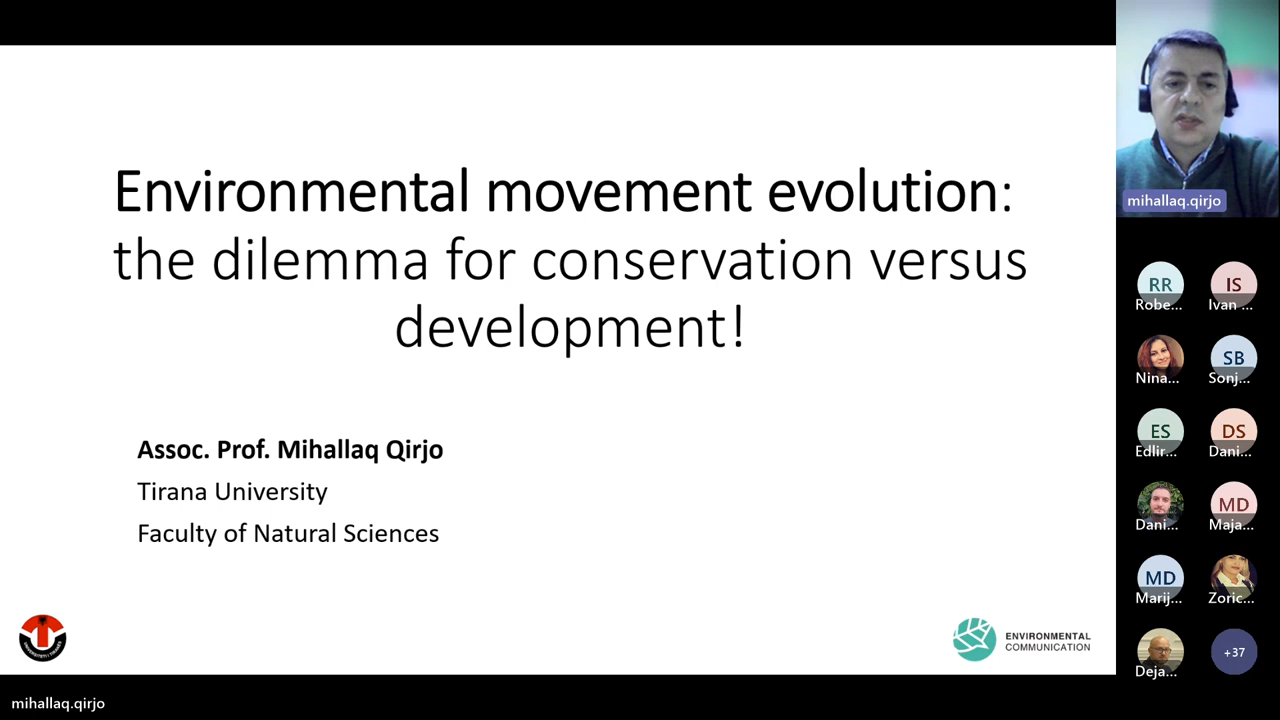 Environmental movement evolution:
the dilemma for conservation versus
development!
Assoc. Prof. Mihallaq Qirjo
Tirana University
Faculty of Natural Sciences
ENVIRONMENTAL
COMMUNICATION
mihallaq.qirjo
mihallaq.qirjo
RR IS
Robe... Ivan ...
SB
Nina... Sonj...
ES DS
Edlir... Dani...
MD
Dani... Maja...
MD
Marij... Zoric...
+37
Deja...